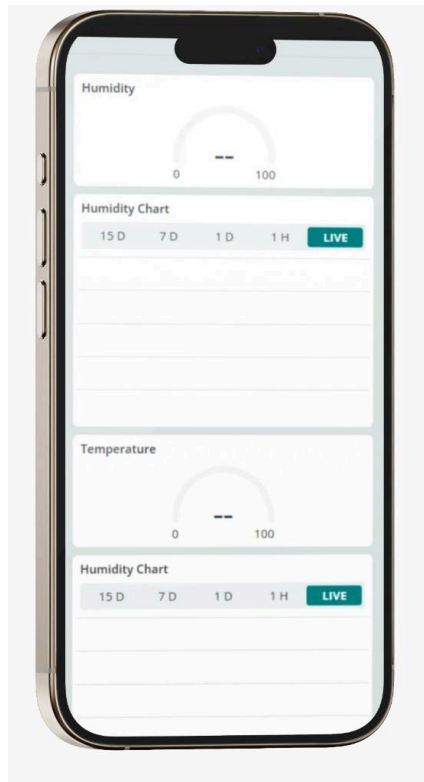 Humidity
--
0 100
Humidity Chart
15 D 7 D 1 D 1 H LIVE
Temperature
--
0 100
Humidity Chart
15 D 7 D 1 D 1 H LIVE